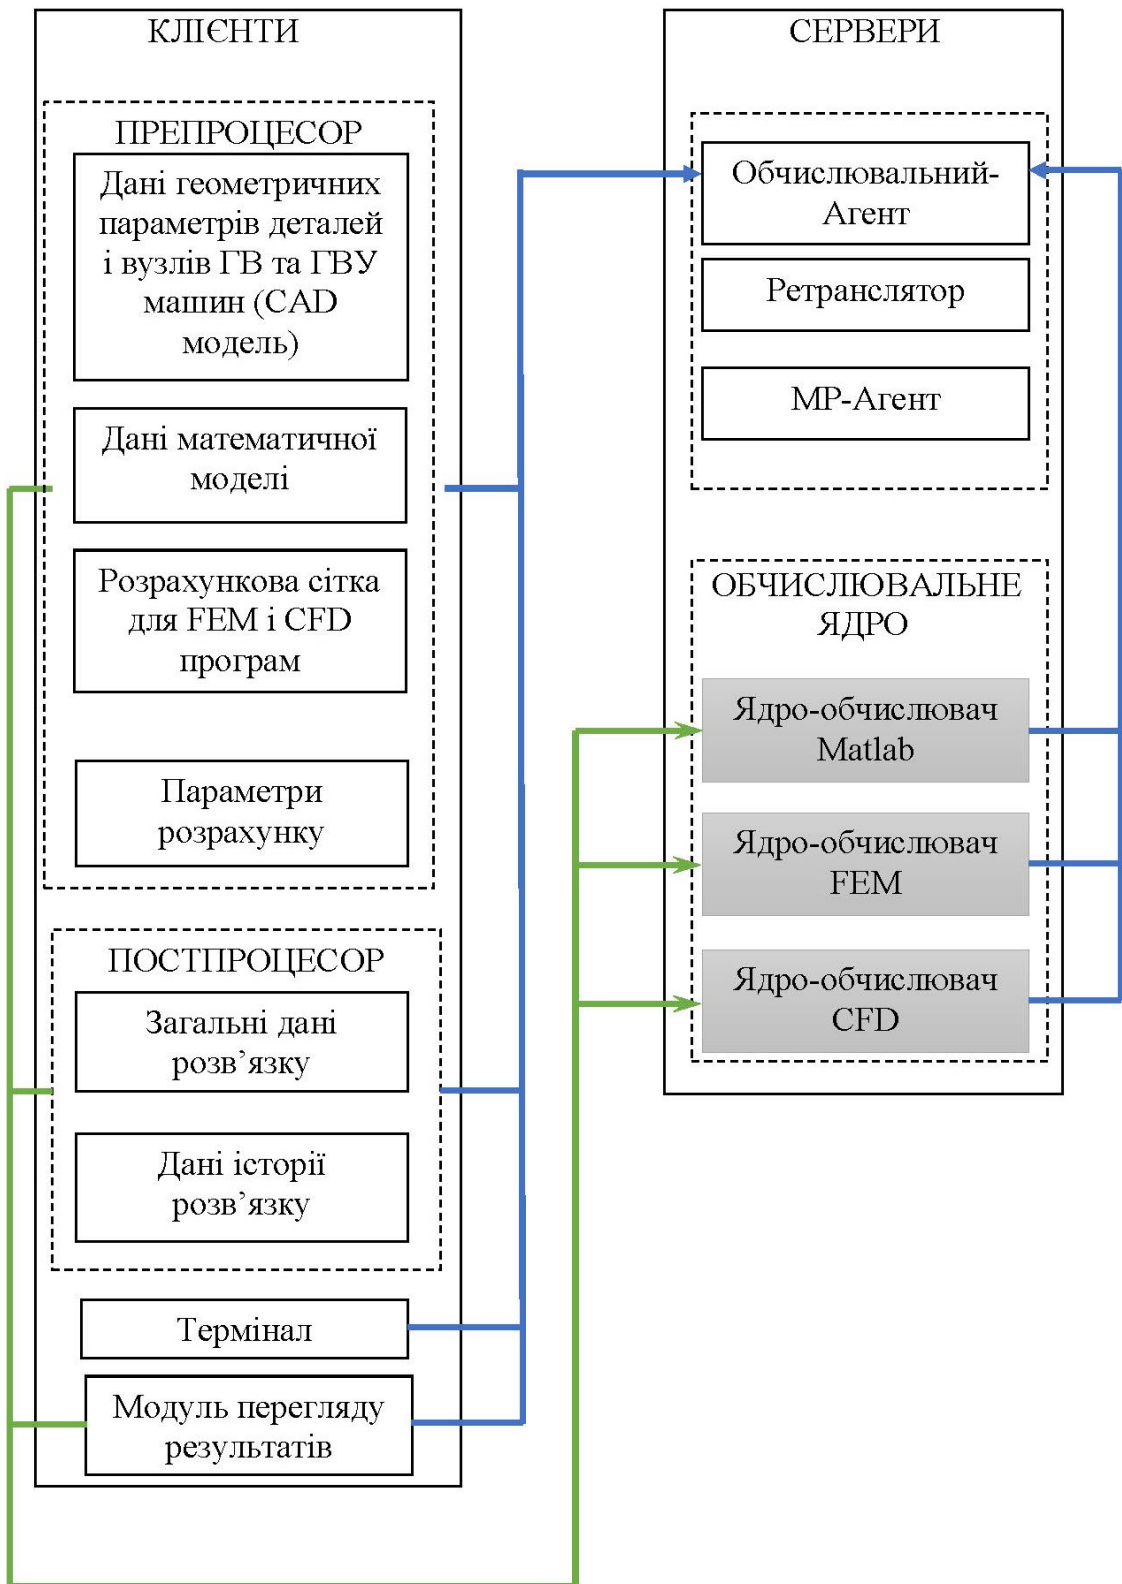 КЛІЄНТИ
ПРЕПРОЦЕСОР
Дані геометричних
параметрів деталей
і вузлів ГВ та ГВУ
машин (CAD
модель)
Дані математичної
моделі
Розрахункова сітка
для FEM і CFD
програм
Параметри
розрахунку
ПОСТПРОЦЕСОР
Загальні дані
розв’язку
Дані історії
розв’язку
Термінал
Модуль перегляду
результатів
СЕРВЕРИ
Обчислювальний-
Агент
Ретранслятор
МР-Агент
ОБЧИСЛЮВАЛЬНЕ
ЯДРО
Ядро-обчислювач
Matlab
Ядро-обчислювач
FEM
Ядро-обчислювач
CFD